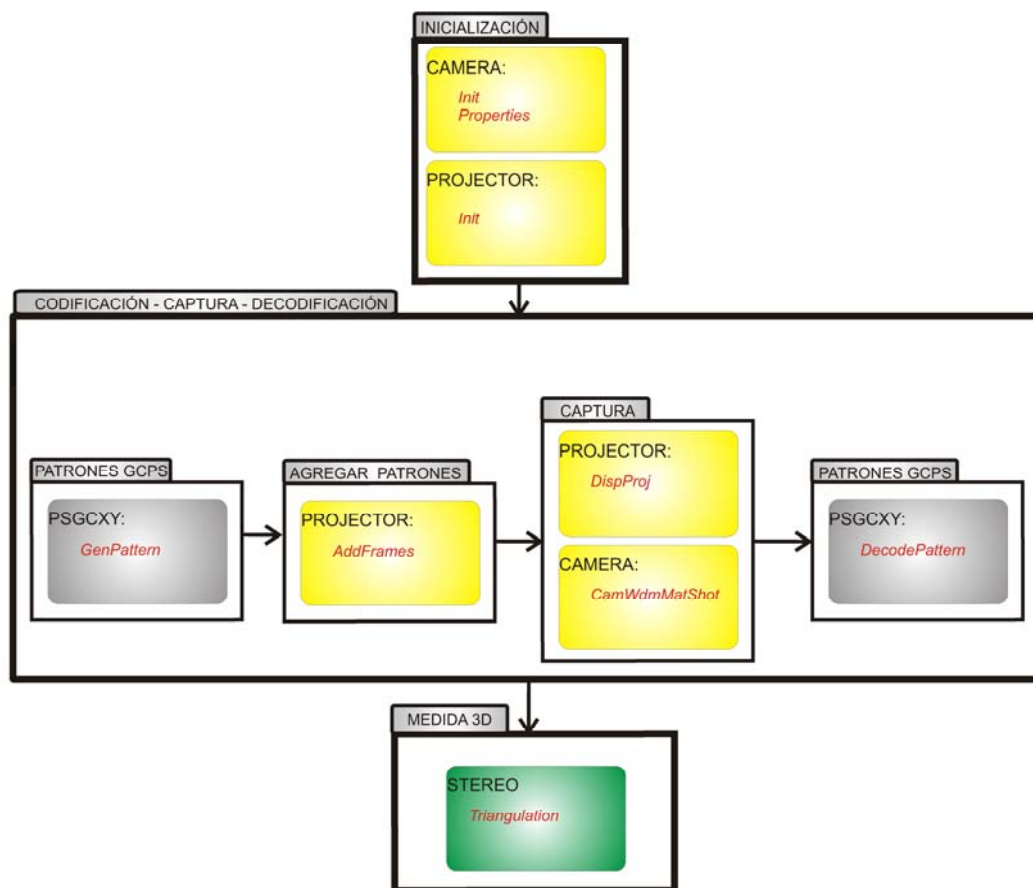 INICIALIZACIÓN
CAMERA:
Init
Properties
PROJECTOR:
Init
CODIFICACIÓN - CAPTURA - DECODIFICACIÓN
PATRONES GCPS
PSGCXY:
GenPattern
AGREGAR PATRONES
PROJECTOR:
AddFrames
CAPTURA
PROJECTOR:
DispProj
CAMERA:
CamWdmMatShot
PATRONES GCPS
PSGCXY:
DecodePattern
MEDIDA 3D
STEREO
Triangulation